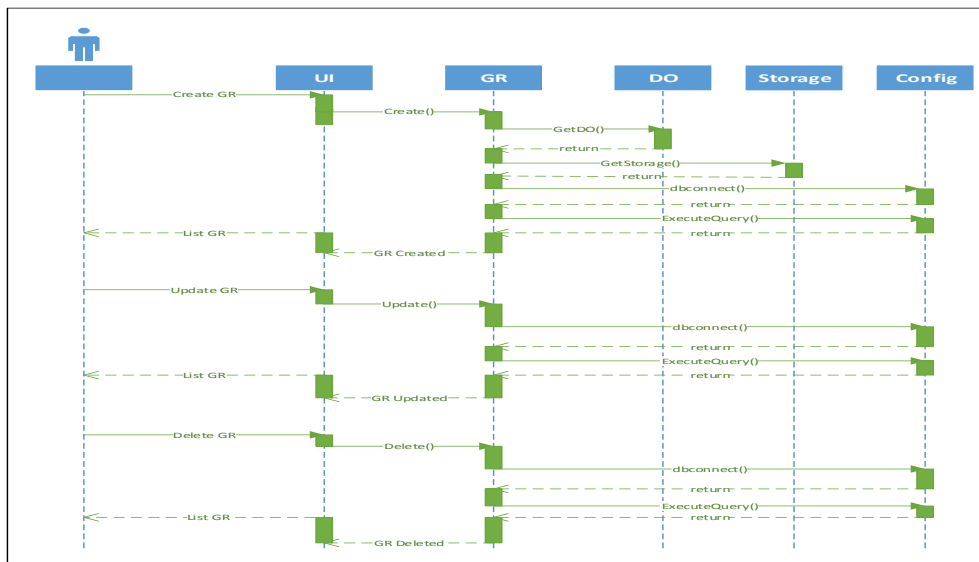 UI
GR
DO
Storage
Config
Create GR
Create()
GetDO()
return
GetStorage()
return
dbconnect()
return
ExecuteQuery()
List GR
return
GR Created
Update GR
Update()
dbconnect()
return
ExecuteQuery()
List GR
return
GR Updated
Delete GR
Delete()
dbconnect()
return
ExecuteQuery()
List GR
return
GR Deleted